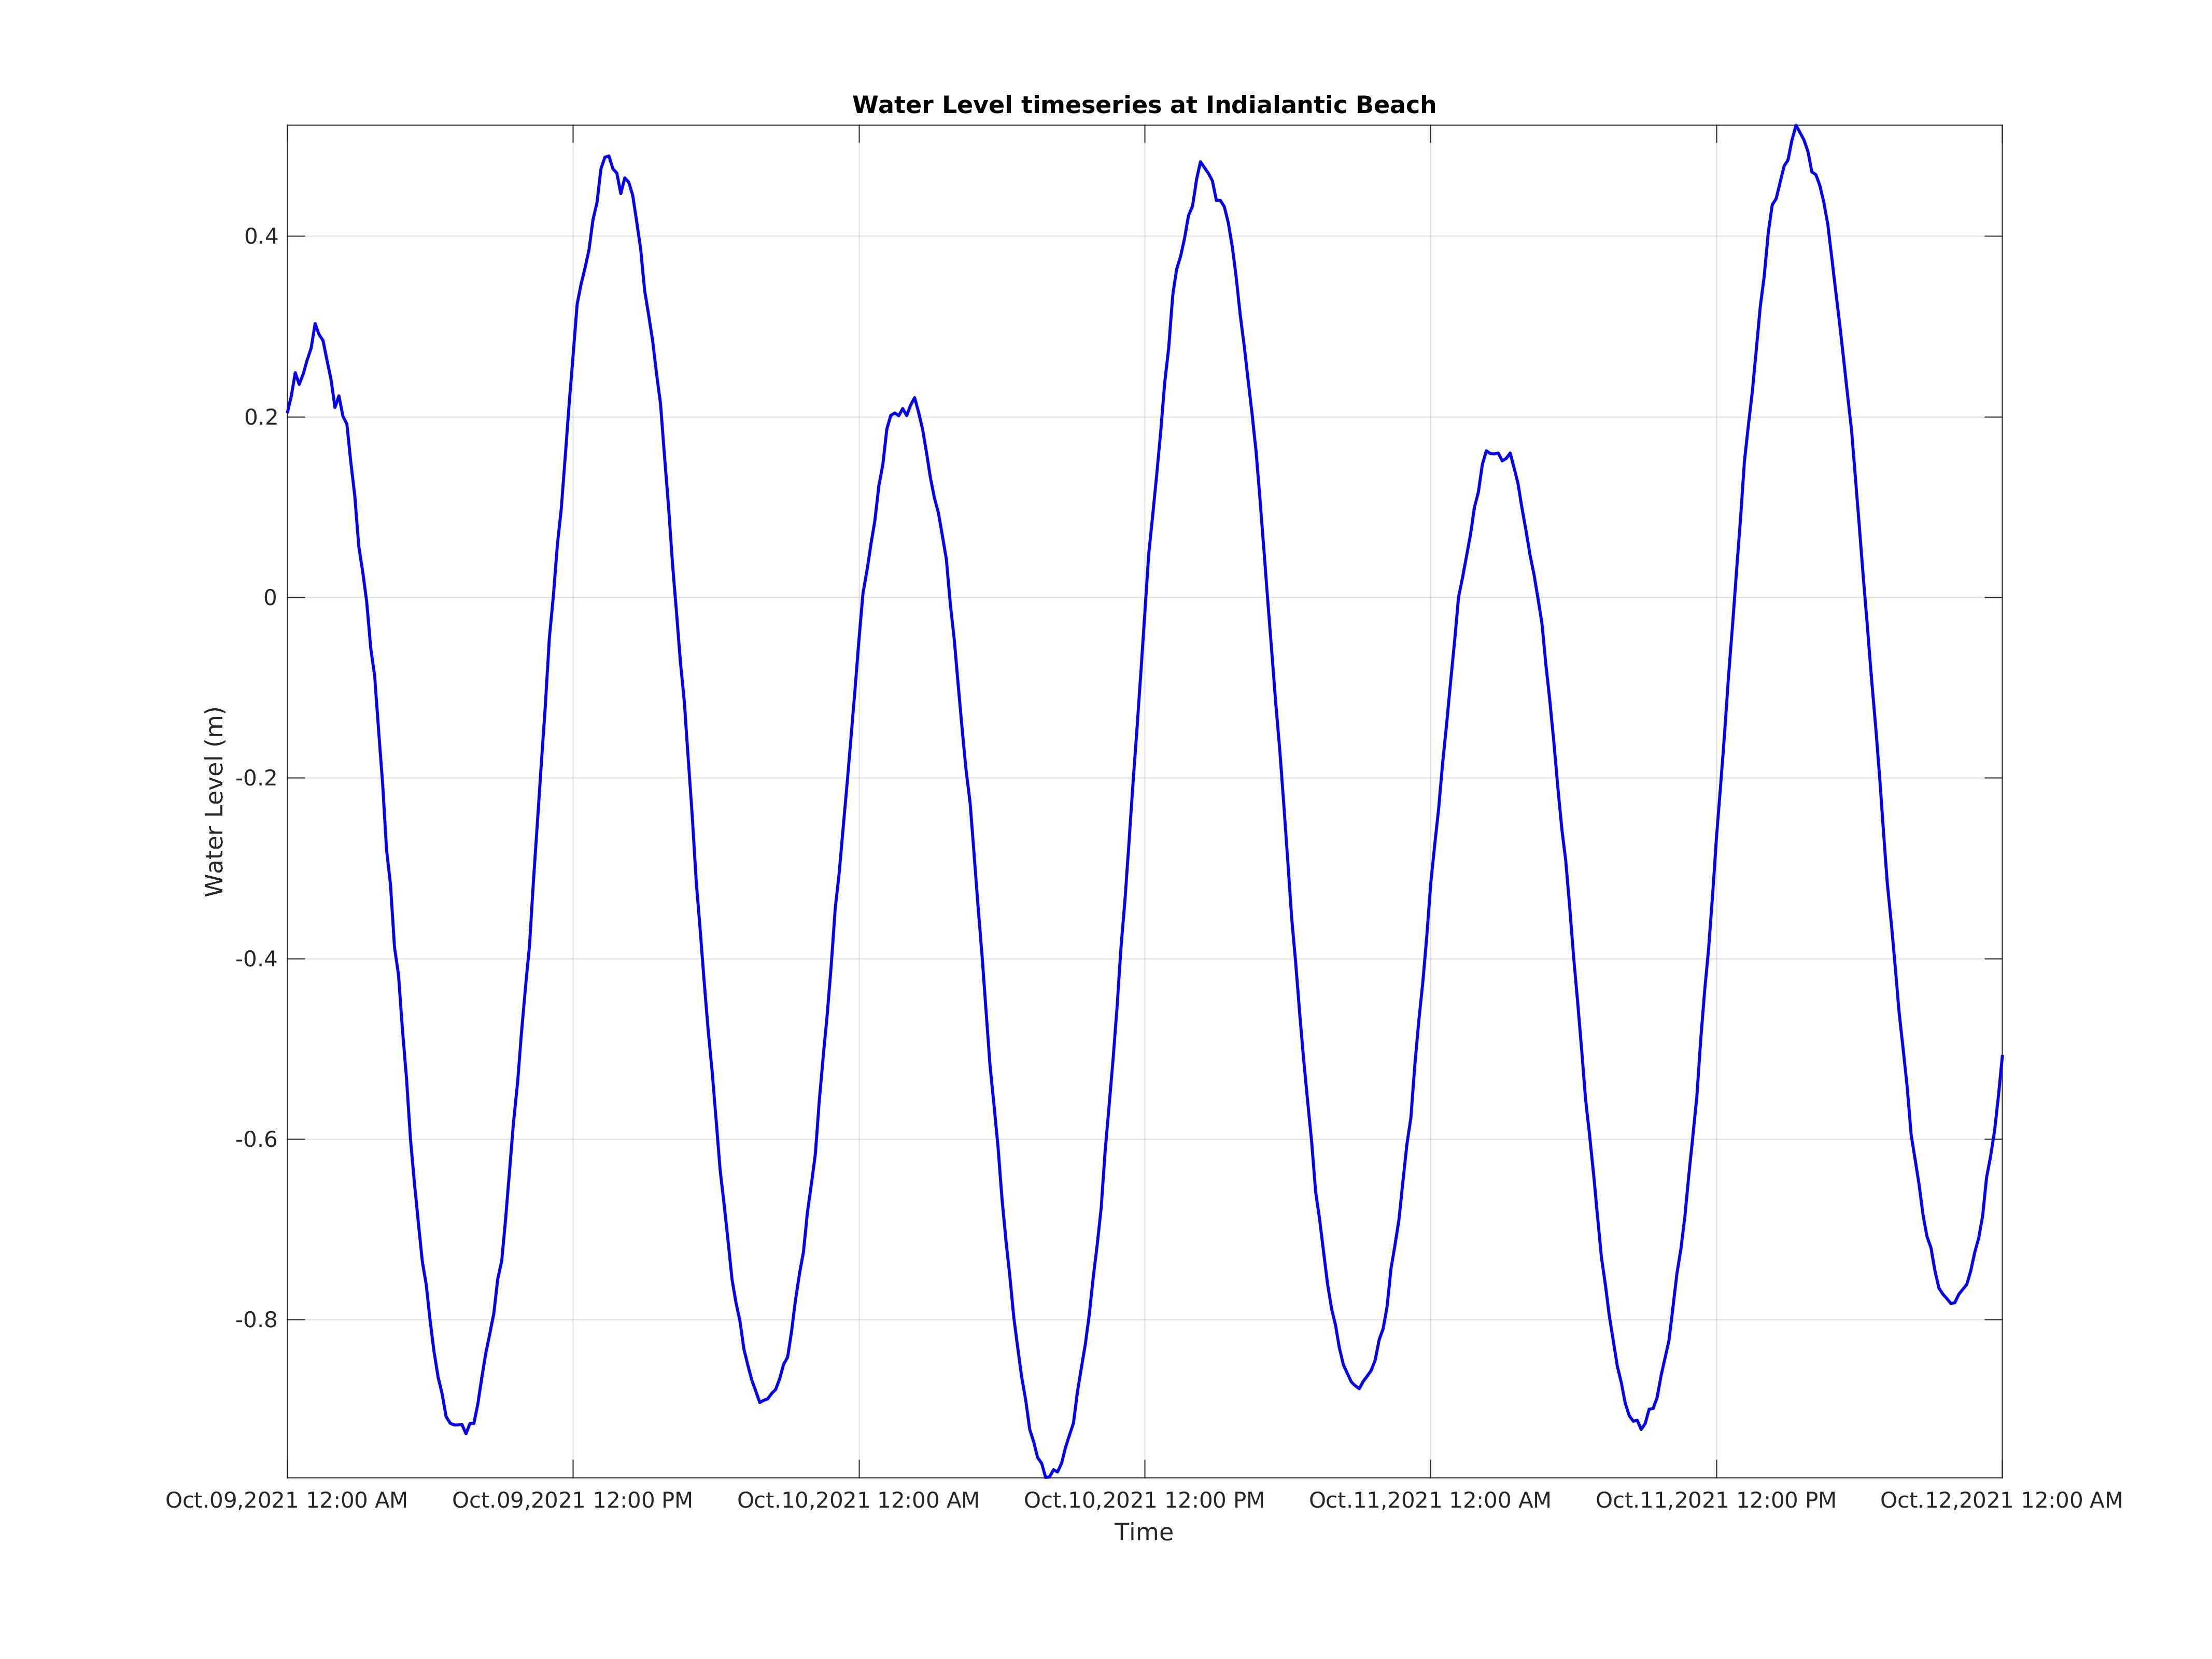 Water Level timeseries at Indialantic Beach
0.4
0.2
0
-0.2
-0.4
-0.6
-0.8
Water Level (m)
Oct.09,2021 12:00 AM
Oct.09,2021 12:00 PM
Oct.10,2021 12:00 AM
Oct.10,2021 12:00 PM
Oct.11,2021 12:00 AM
Oct.11,2021 12:00 PM
Oct.12,2021 12:00 AM
Time